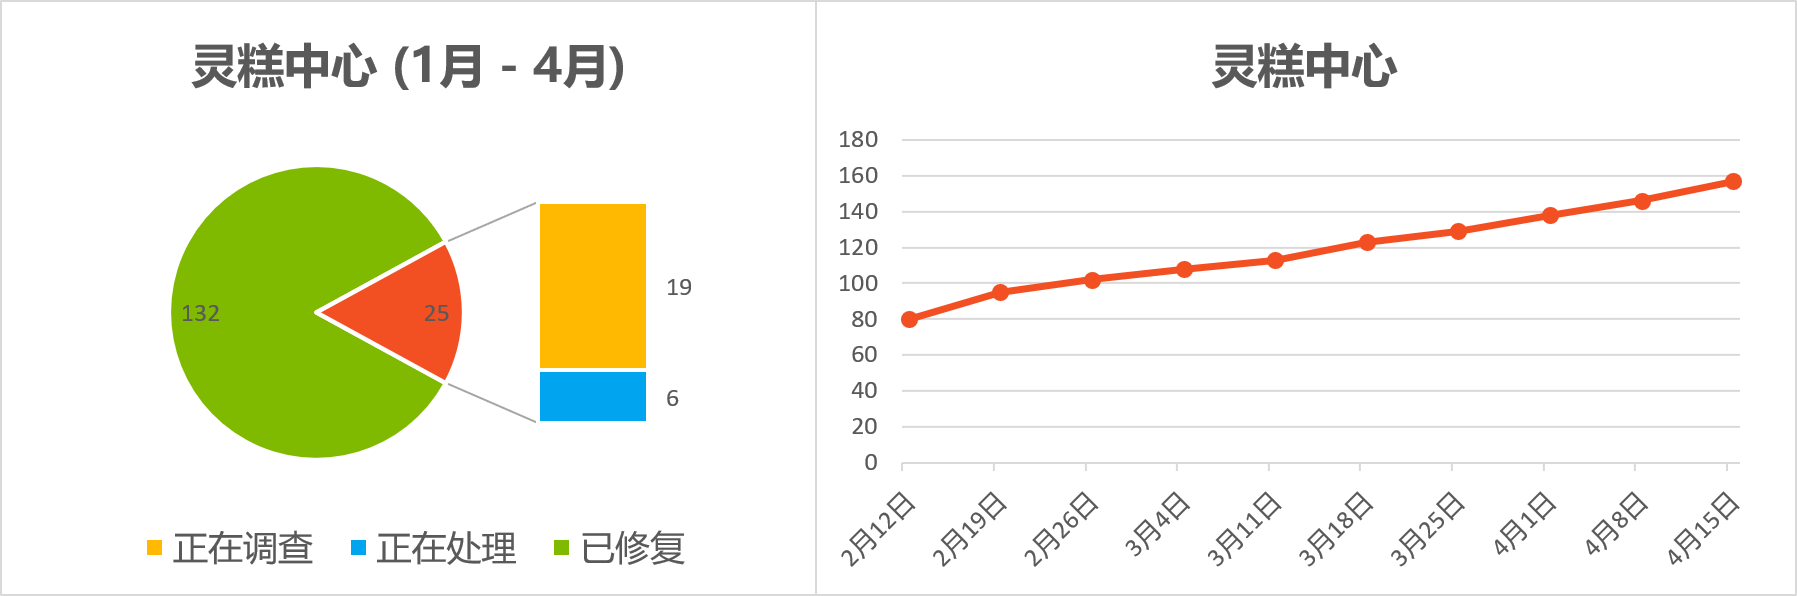 灵糕中心 (1月 - 4月)
132
25
19
6
正在调查
正在处理
已修复
灵糕中心
180
160
140
120
100
80
60
40
20
0
2月12日
2月19日
2月26日
3月4日
3月11日
3月18日
3月25日
4月1日
4月8日
4月15日